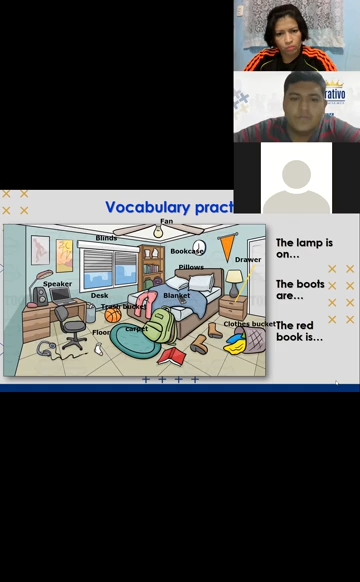 rativo
Vocabulary pract
Fan
Blinds
Bookcase
Pillows
Drawer
Speaker
Desk
Blanket
Trash bucket
Floor
carpet
Clothes bucket
The lamp is
on…
The boots
are…
The red
book is…